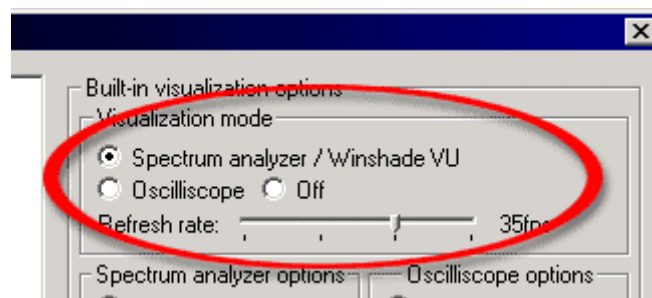 Built-in visualization options
Visualization mode
Spectrum analyzer / Winshade VU
Oscilliscope Off
Refresh rate: 35fps
Spectrum analyzer options Oscilliscope options